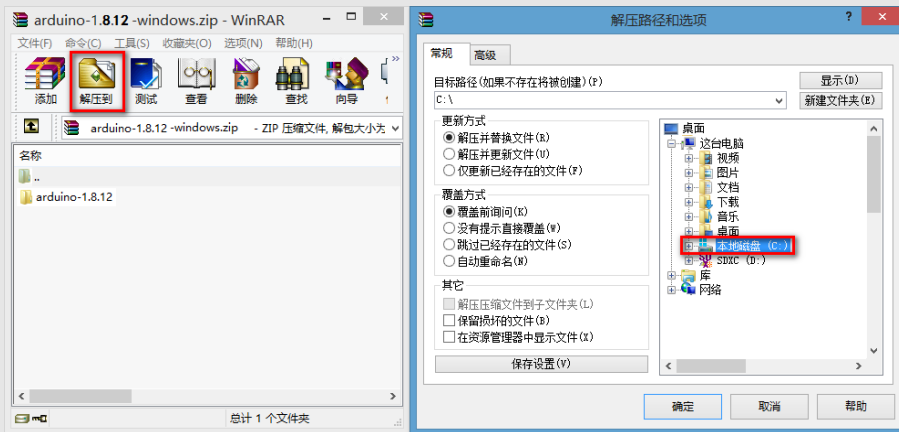 arduino-1.8.12 -windows.zip - WinRAR
文件(F) 命令(C) 工具(S) 收藏夹(O) 选项(N) 帮助(H)
添加 解压到 测试 查看 删除 查找 向导
arduino-1.8.12 -windows.zip - ZIP 压缩文件, 解包大小为
名称
..
arduino-1.8.12
总计 1 个文件夹
解压路径和选项
?
常规 高级
目标路径(如果不存在将被创建)(P)
显示(D)
C:\
新建文件夹(E)
更新方式
解压并替换文件(R)
解压并更新文件(U)
仅更新已经存在的文件(F)
覆盖方式
覆盖前询问(K)
没有提示直接覆盖(W)
跳过已经存在的文件(S)
自动重命名(N)
其它
解压压缩文件到子文件夹(L)
保留损坏的文件(B)
在资源管理器中显示文件(X)
保存设置(V)
桌面
这台电脑
视频
图片
文档
下载
音乐
桌面
本地磁盘 (C:)
SDXC (D:)
库
网络
确定 取消 帮助